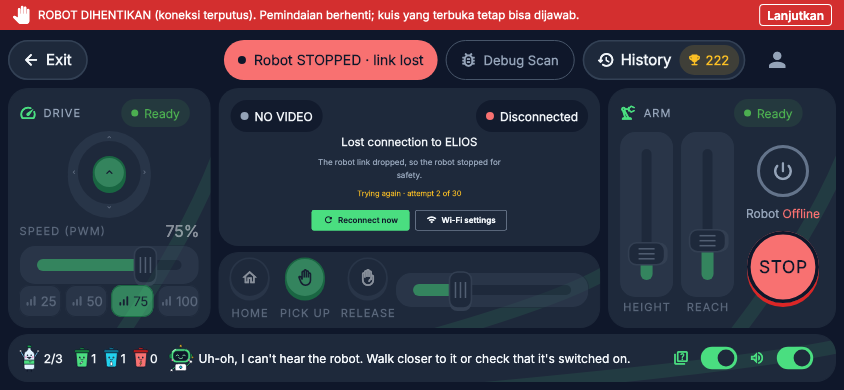 ROBOT DIHENTIKAN (koneksi terputus). Pemindaian berhenti; kuis yang terbuka tetap bisa dijawab.
Lanjutkan
Exit
Robot STOPPED · link lost
Debug Scan
History
222
DRIVE
Ready
SPEED (PWM)
75%
25
50
75
100
NO VIDEO
Disconnected
Lost connection to ELIOS
The robot link dropped, so the robot stopped for
safety.
Trying again · attempt 2 of 30
Reconnect now
Wi-Fi settings
HOME
PICK UP
RELEASE
ARM
Ready
HEIGHT
REACH
Robot Offline
STOP
2/3
1
1
0
Uh-oh, I can't hear the robot. Walk closer to it or check that it's switched on.